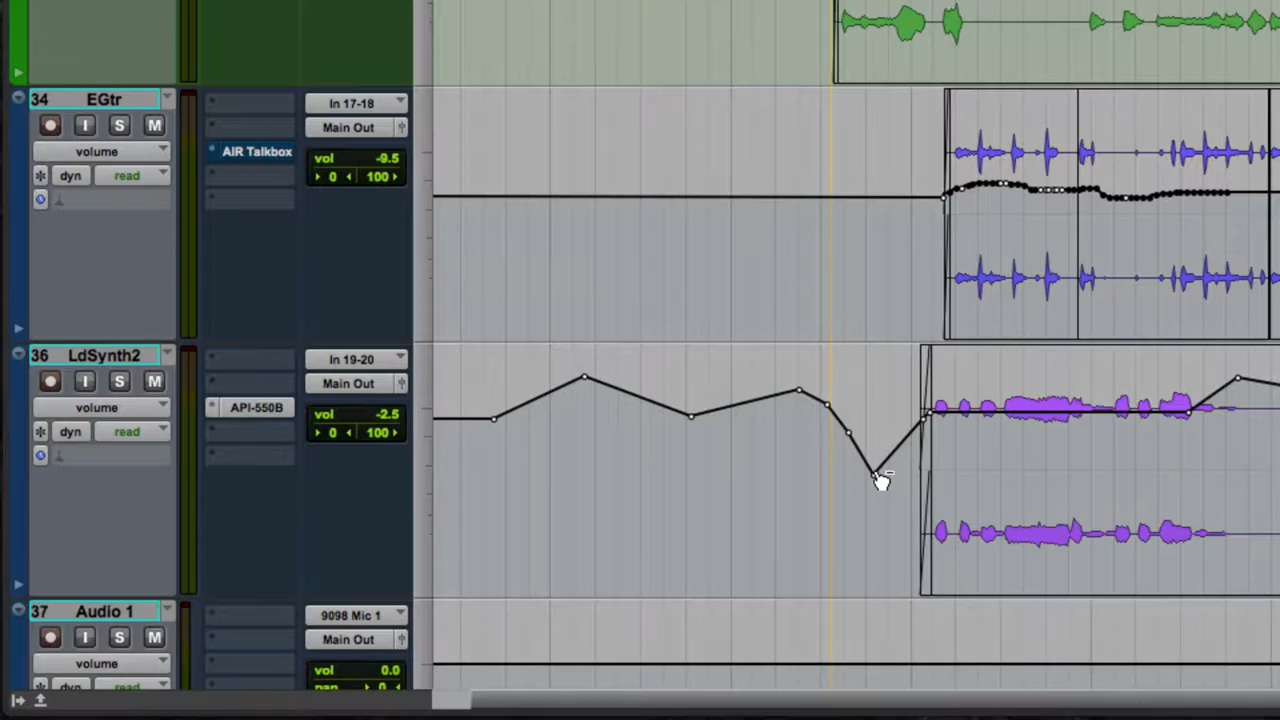 34 EGtr
I S M
volume
dyn read
AIR Talkbox
In 17-18
Main Out
vol -9.5
0 100
36 LdSynth2
I S M
volume
dyn read
API-550B
In 19-20
Main Out
vol -2.5
0 100
37 Audio 1
I S M
volume
dyn read
9098 Mic 1
Main Out
vol 0.0
pan 0